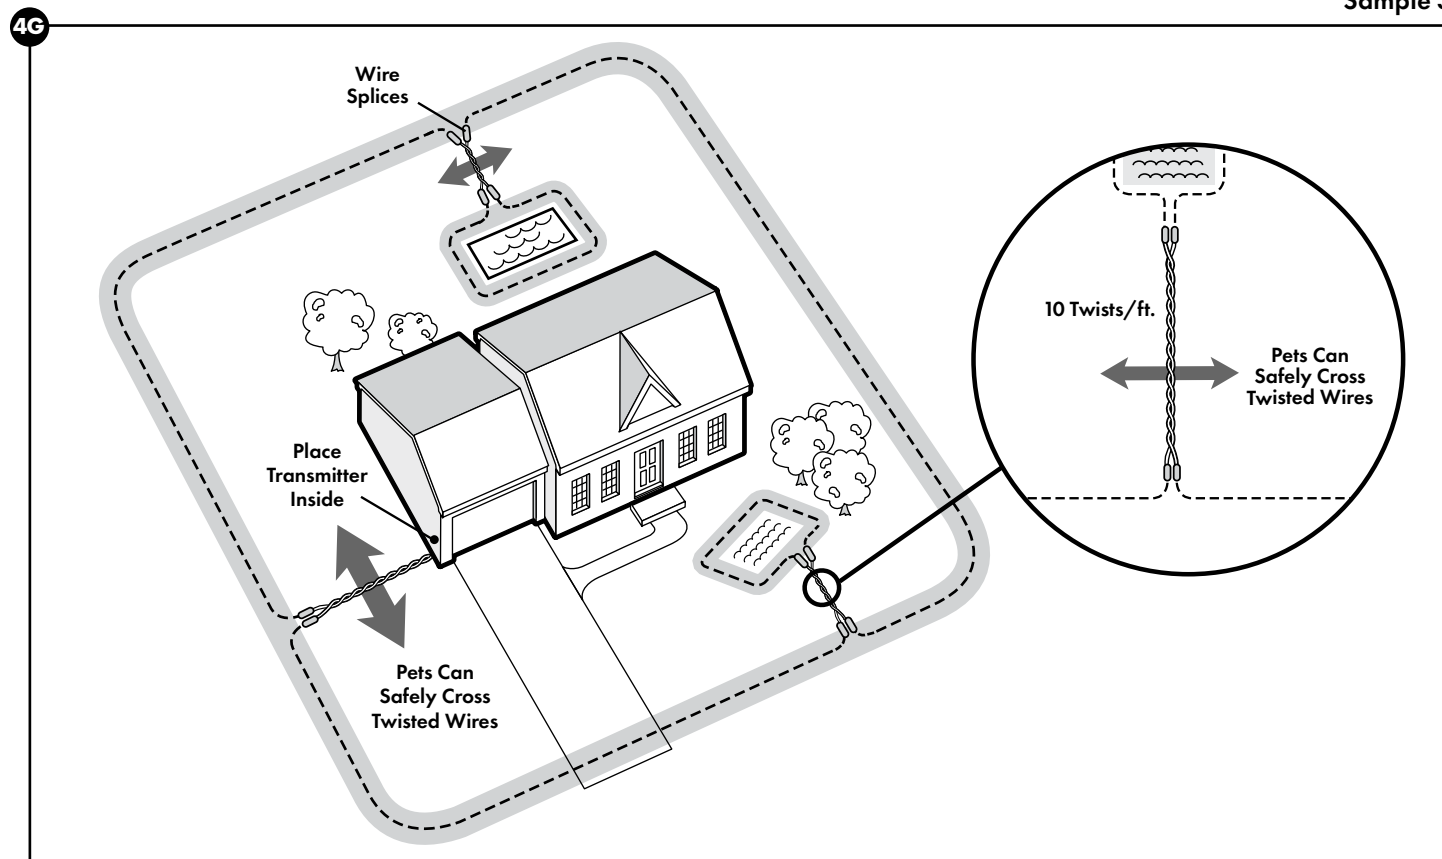 Sample
4G
Wire
Splices
10 Twists/ft.
Pets Can
Safely Cross
Twisted Wires
Place
Transmitter
Inside
Pets Can
Safely Cross
Twisted Wires